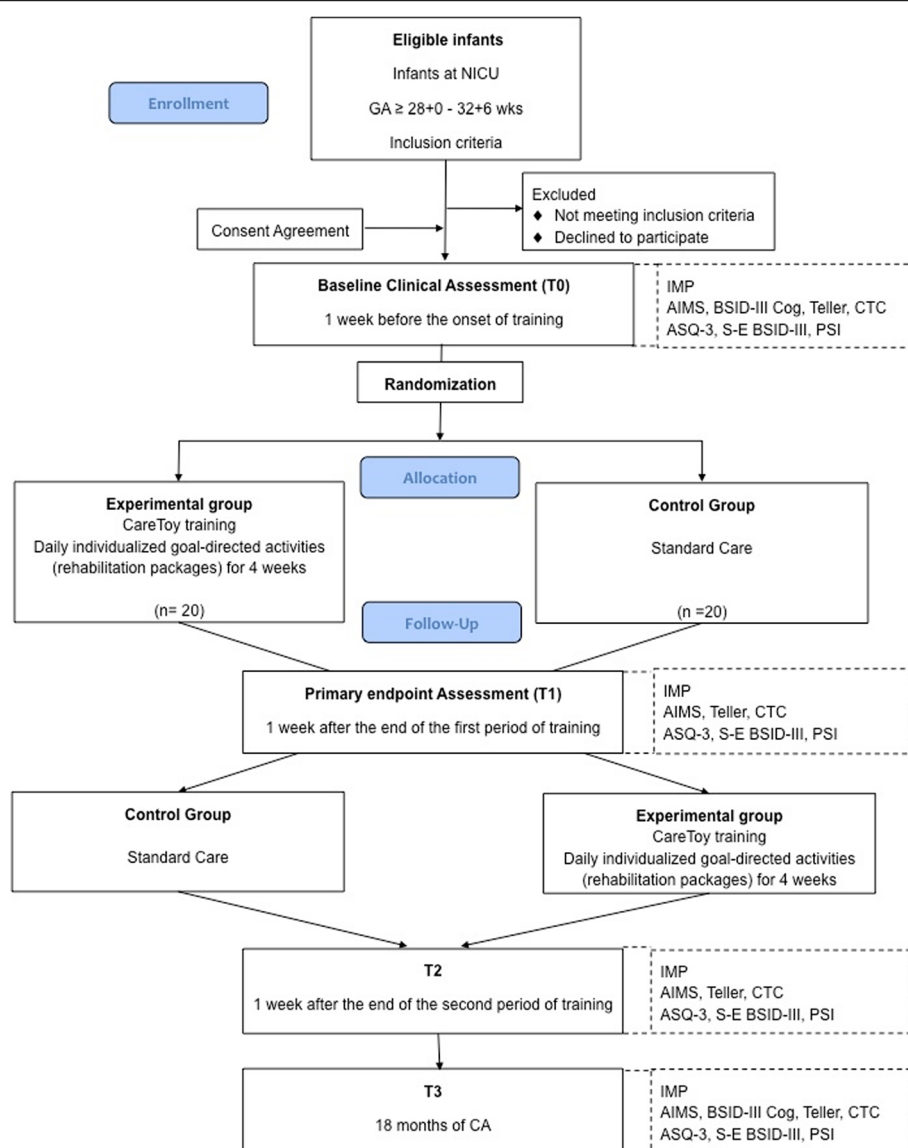 Eligible infants
Infants at NICU
GA ≥ 28+0 - 32+6 wks
Inclusion criteria
Enrollment
Excluded
♦ Not meeting inclusion criteria
♦ Declined to participate
Consent Agreement
Baseline Clinical Assessment (T0)
1 week before the onset of training
IMP
AIMS, BSID-III Cog, Teller, CTC
ASQ-3, S-E BSID-III, PSI
Randomization
Allocation
Experimental group
CareToy training
Daily individualized goal-directed activities
(rehabilitation packages) for 4 weeks
(n= 20)
Control Group
Standard Care
(n =20)
Follow-Up
Primary endpoint Assessment (T1)
1 week after the end of the first period of training
IMP
AIMS, Teller, CTC
ASQ-3, S-E BSID-III, PSI
Control Group
Standard Care
Experimental group
CareToy training
Daily individualized goal-directed activities
(rehabilitation packages) for 4 weeks
T2
1 week after the end of the second period of training
IMP
AIMS, Teller, CTC
ASQ-3, S-E BSID-III, PSI
T3
18 months of CA
IMP
AIMS, BSID-III Cog, Teller, CTC
ASQ-3, S-E BSID-III, PSI